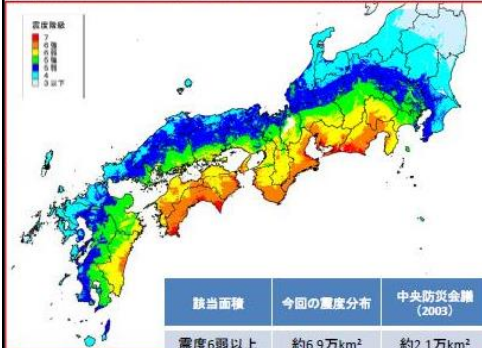 震度階級
7
6強
6弱
5強
5弱
4
3以下
該当面積 今回の震度分布 中央防災会議
(2003)
震度6弱以上 約6.9万km² 約2.1万km²